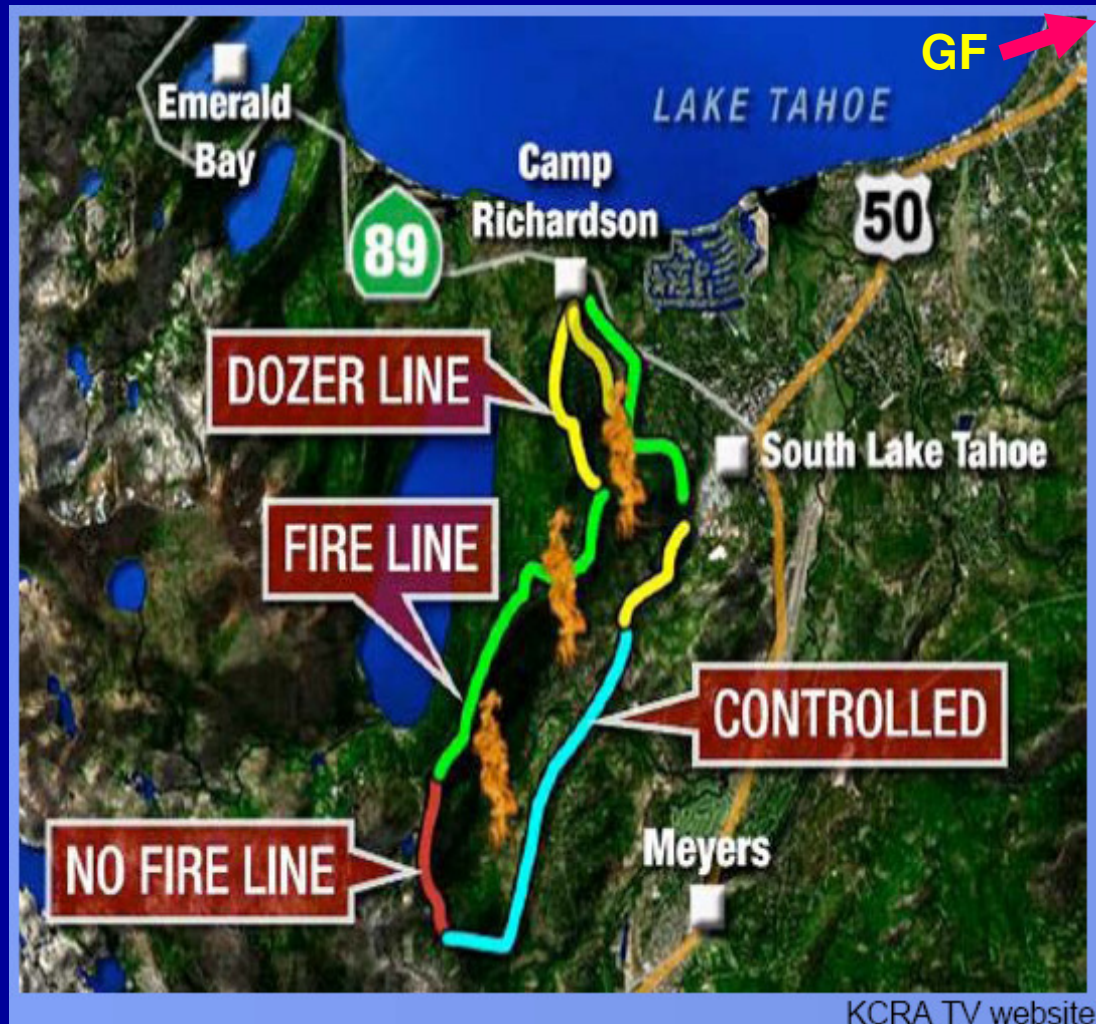 GF
LAKE TAHOE
Emerald
Bay
Camp
Richardson
50
89
DOZER LINE
South Lake Tahoe
FIRE LINE
CONTROLLED
Meyers
NO FIRE LINE
KCRA TV website